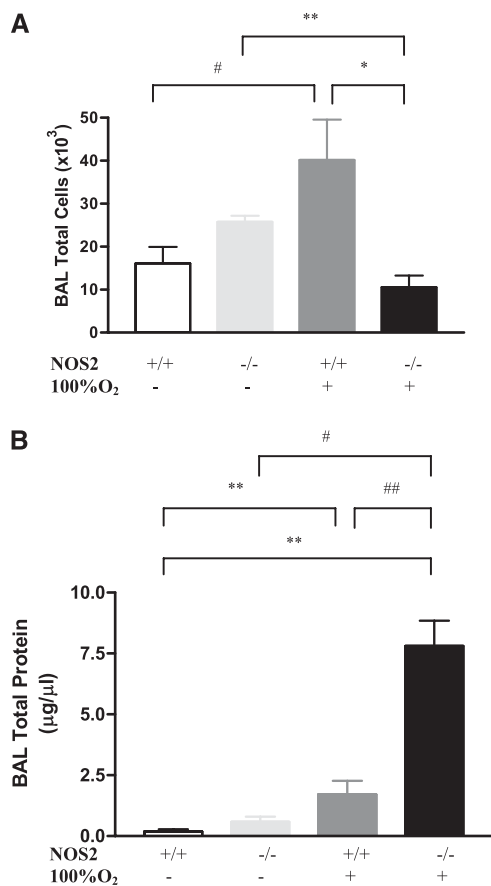 A
**
# *
50
40
30
20
10
0
BAL Total Cells (x10³)
NOS2 +/+ -/- +/+ -/-
100%O₂ - - + +
B
#
** ##
**
10.0
7.5
5.0
2.5
0.0
BAL Total Protein
(µg/µl)
NOS2 +/+ -/- +/+ -/-
100%O₂ - - + +